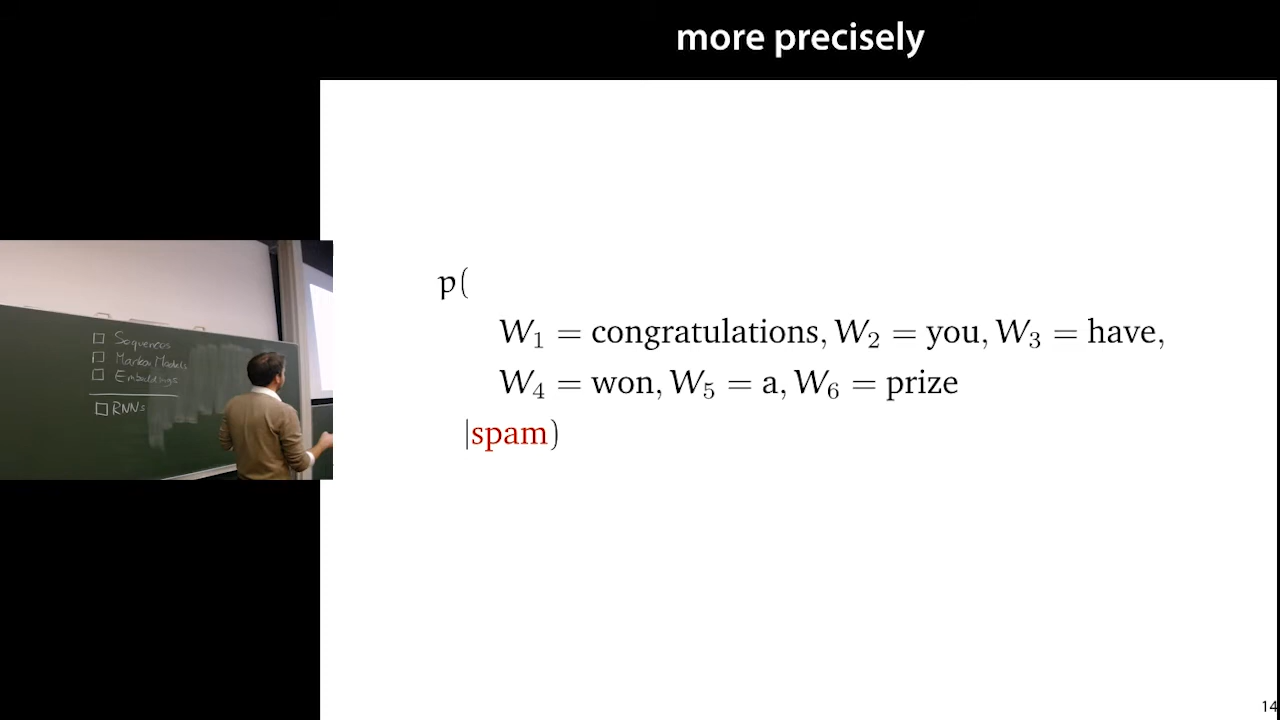 more precisely
p(
W₁ = congratulations, W₂ = you, W₃ = have,
W₄ = won, W₅ = a, W₆ = prize
|spam)
☐ Sequences
☐ Markov Models
☐ Embeddings
☐ RNNs
14